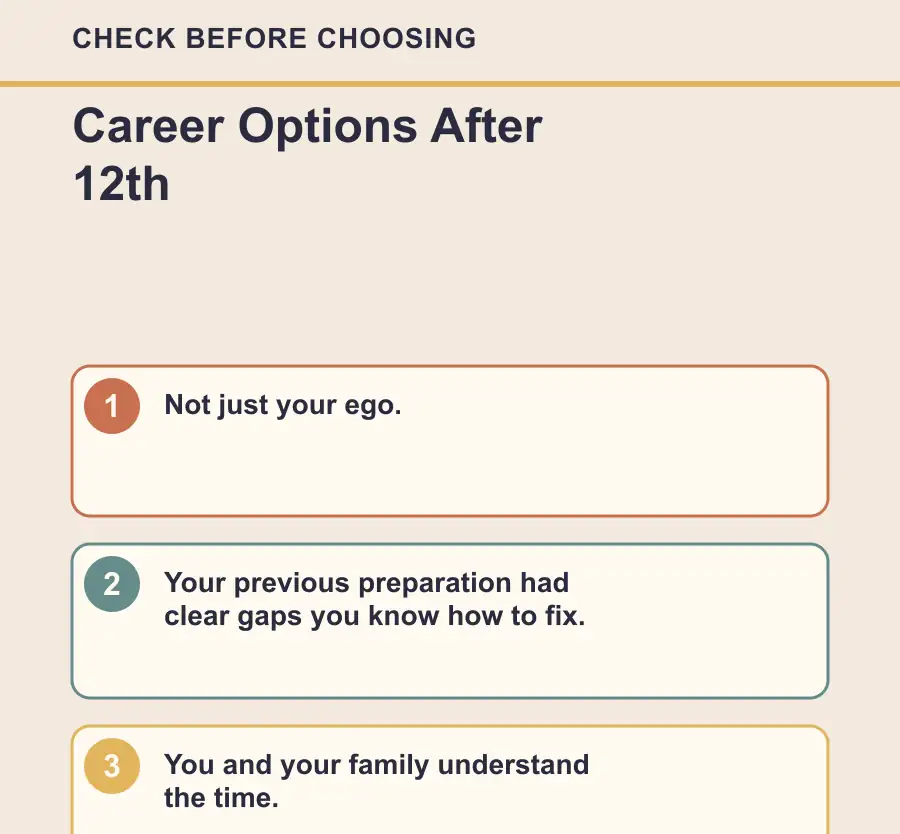 CHECK BEFORE CHOOSING
Career Options After
12th
1
Not just your ego.
2
Your previous preparation had
clear gaps you know how to fix.
3
You and your family understand
the time.